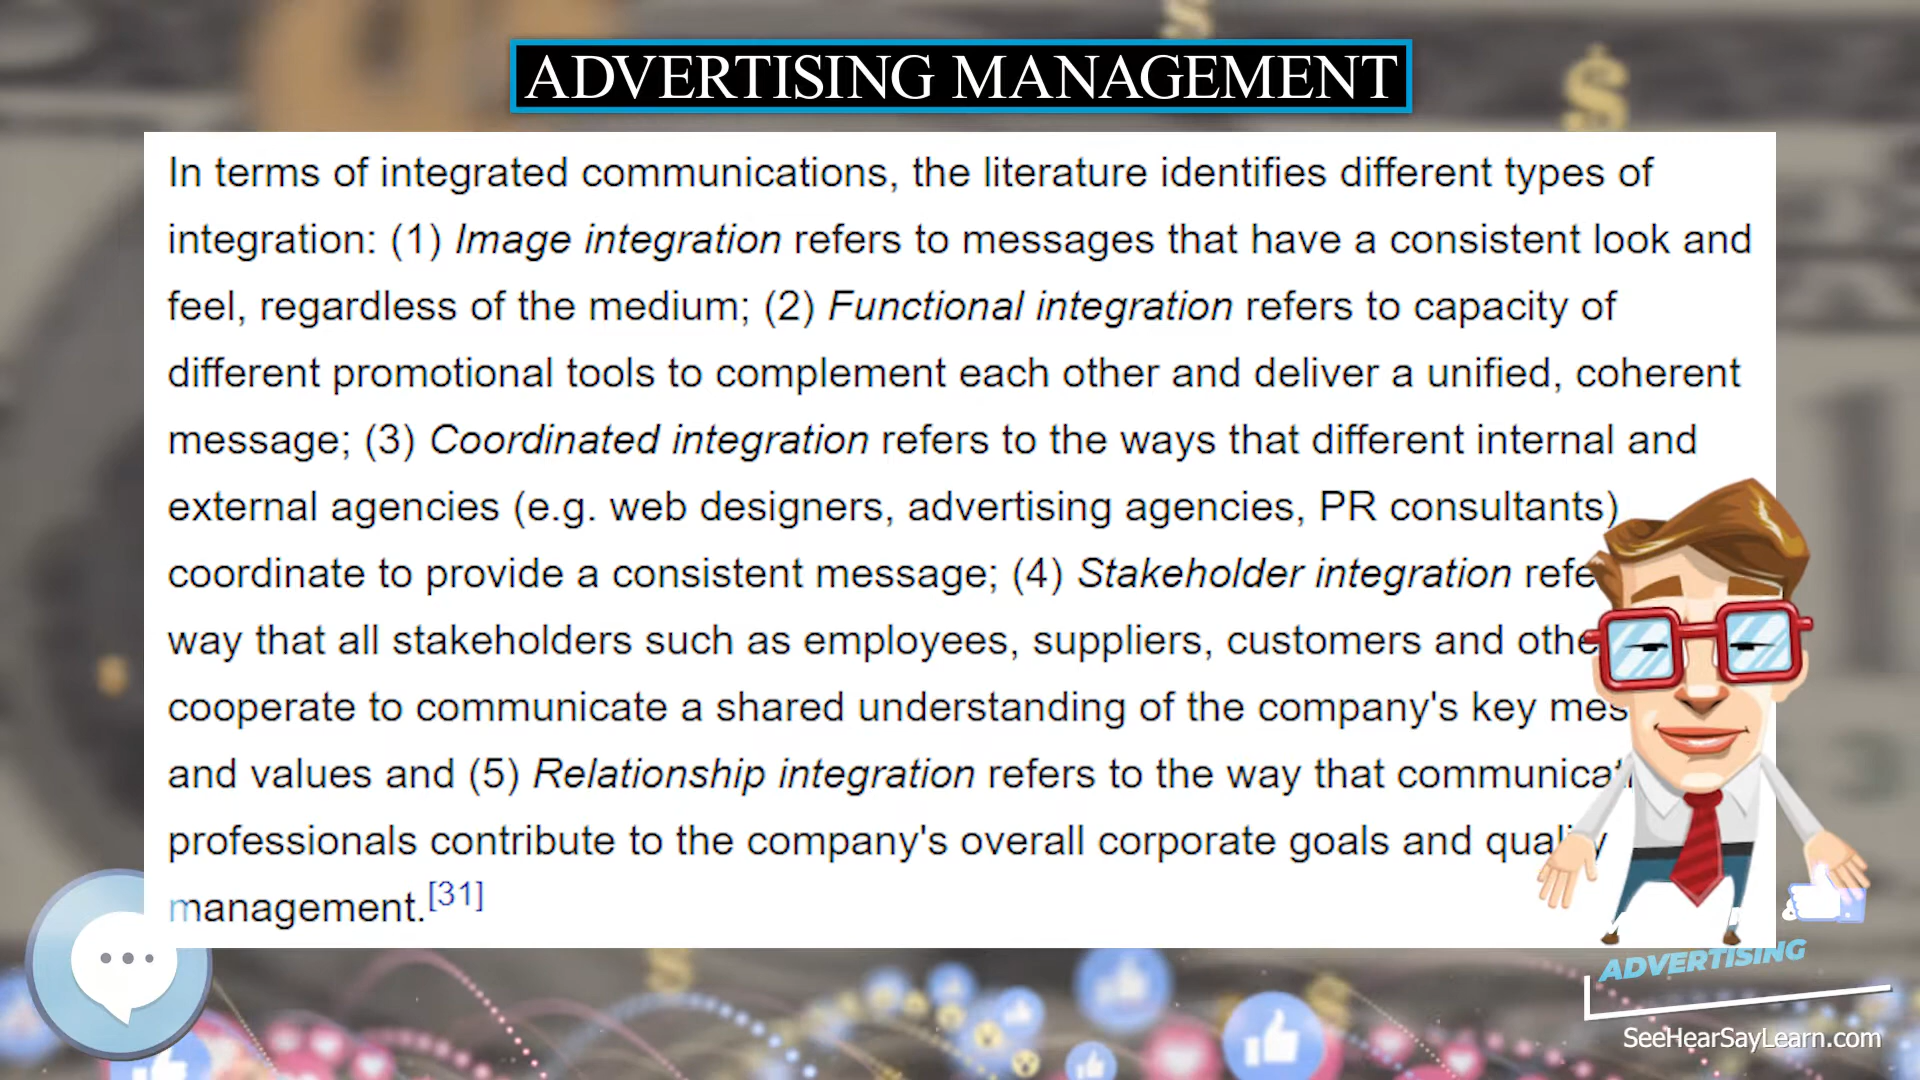 ADVERTISING MANAGEMENT
In terms of integrated communications, the literature identifies different types of
integration: (1) Image integration refers to messages that have a consistent look and
feel, regardless of the medium; (2) Functional integration refers to capacity of
different promotional tools to complement each other and deliver a unified, coherent
message; (3) Coordinated integration refers to the ways that different internal and
external agencies (e.g. web designers, advertising agencies, PR consultants)
coordinate to provide a consistent message; (4) Stakeholder integration
way that all stakeholders such as employees, suppliers, customers and
cooperate to communicate a shared understanding of the company's key
and values and (5) Relationship integration refers to the way that
professionals contribute to the company's overall corporate goals and quality
management.[31]
ADVERTISING
SeeHearSayLearn.com